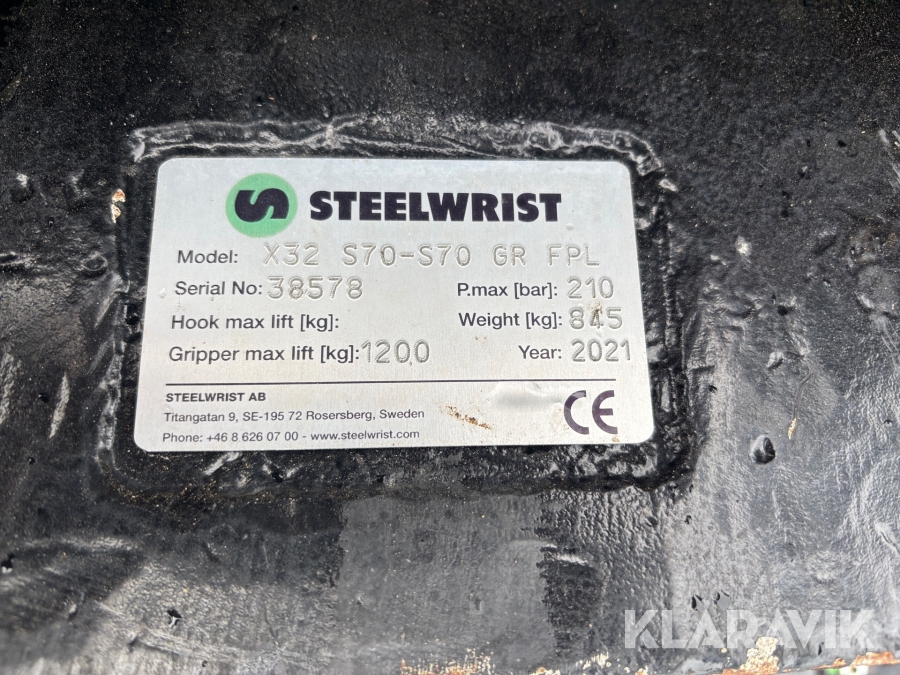 STEELWRIST
Model: X32 S70-S70 GR FPL
Serial No: 38578 P.max [bar]: 210
Hook max lift [kg]: Weight [kg]: 845
Gripper max lift [kg]: 1200 Year: 2021
STEELWRIST AB
Titangatan 9, SE-195 72 Rosersberg, Sweden
Phone: +46 8 626 07 00 - www.steelwrist.com
CE
KLARAVIK